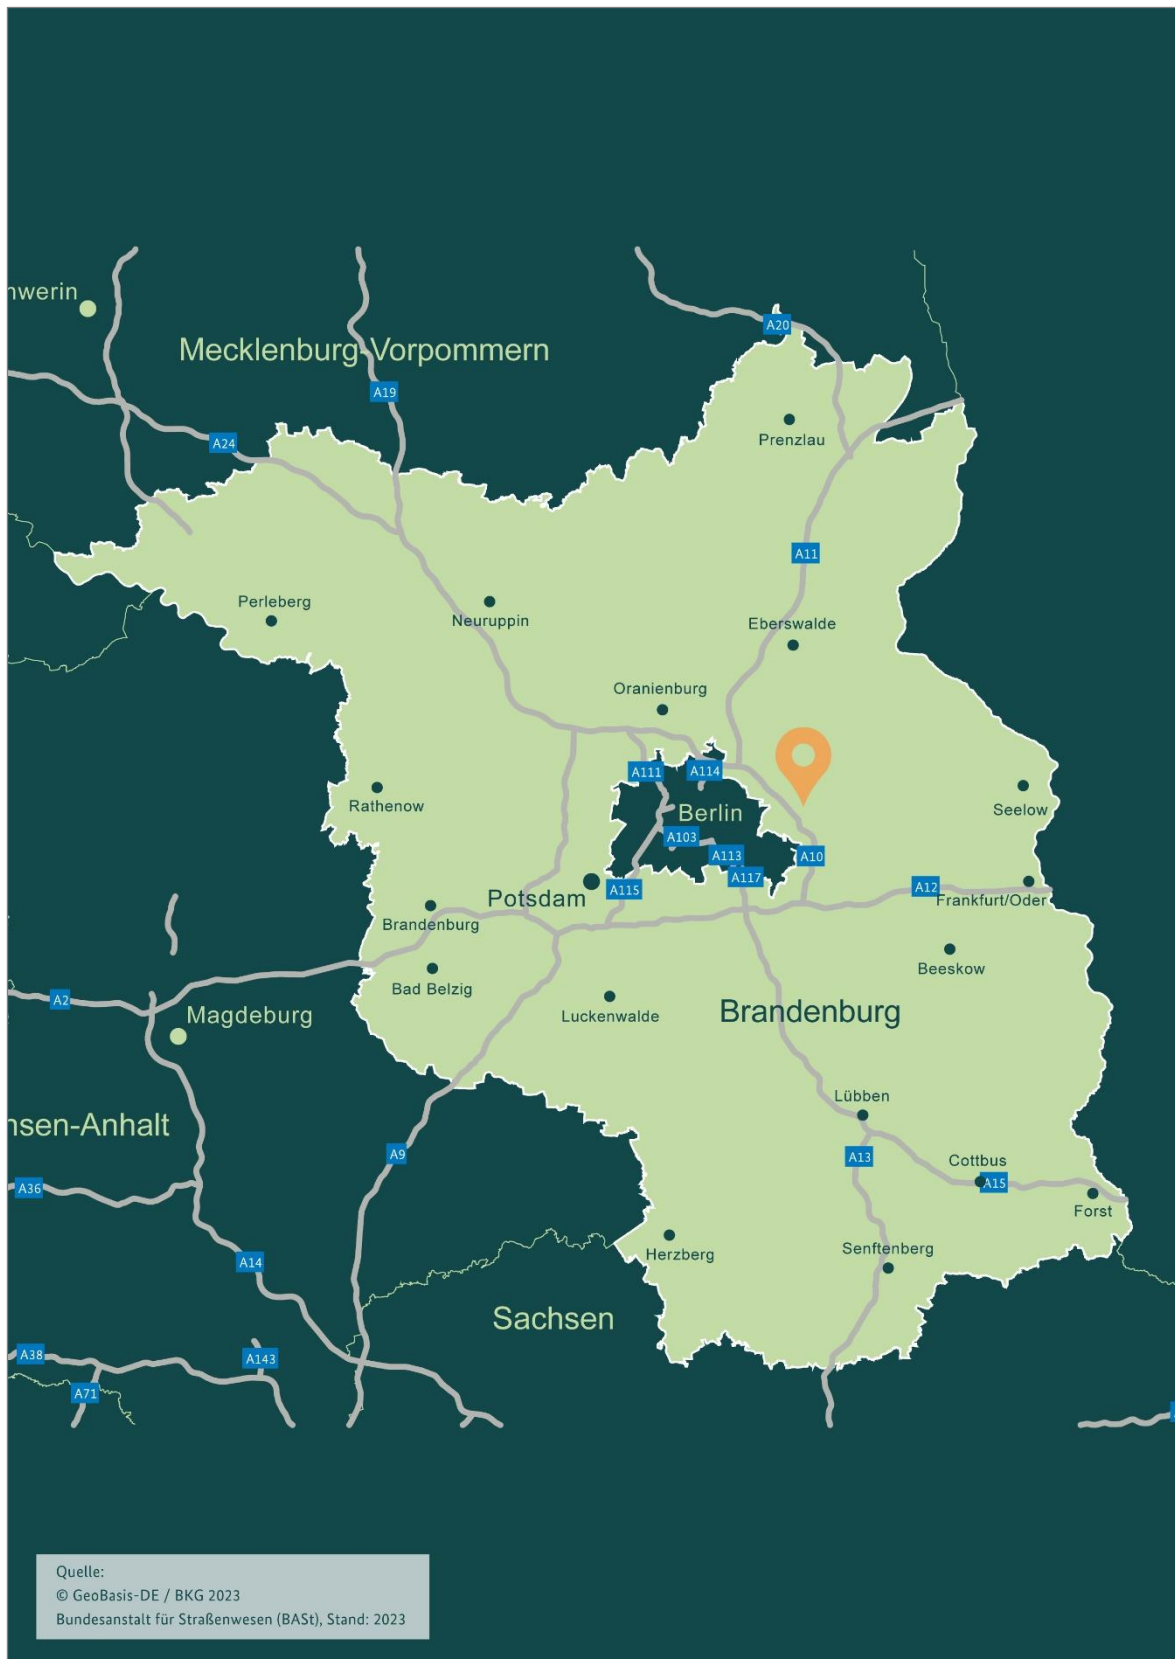 nwerin
A20
Mecklenburg-Vorpommern
A19
Prenzlau
A24
A11
Perleberg
Neuruppin
Eberswalde
Oranienburg
A111
A114
Rathenow
Berlin
Seelow
A103
A113
A10
A117
Potsdam
A115
A12
Frankfurt/Oder
Brandenburg
Beeskow
Bad Belzig
A2
Magdeburg
Luckenwalde
Brandenburg
Lübben
nsen-Anhalt
A9
A13
Cottbus
A15
A36
Forst
Herzberg
Senftenberg
A14
Sachsen
A38
A143
A71
Quelle:
© GeoBasis-DE / BKG 2023
Bundesanstalt für Straßenwesen (BASt), Stand: 2023